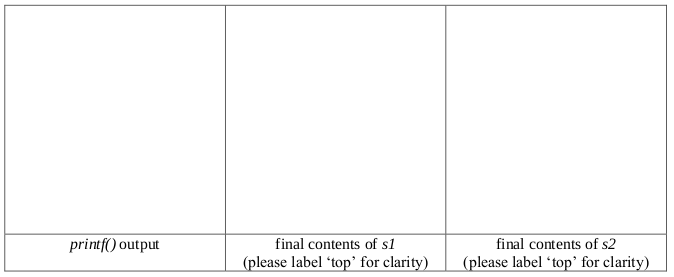 printf() output
final contents of s1
(please label ‘top’ for clarity)
final contents of s2
(please label ‘top’ for clarity)